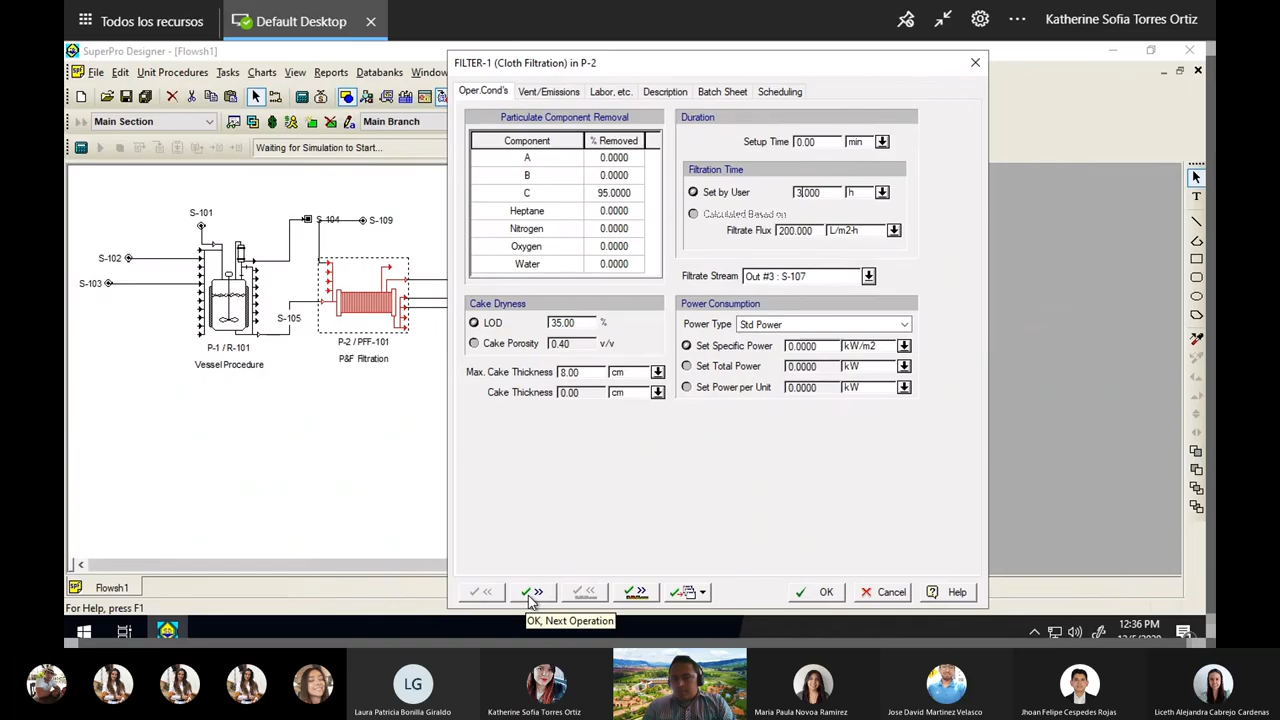 Todos los recursos
Default Desktop
Katherine Sofia Torres Ortiz
SuperPro Designer - [Flowsh1]
File Edit Unit Procedures Tasks Charts View Reports Databanks Window
Main Section
Main Branch
Waiting for Simulation to Start...
S-101
S-102
S-103
S-104
S-109
S-105
P-1 / R-101
Vessel Procedure
P-2 / PFF-101
P&F Filtration
FILTER-1 (Cloth Filtration) in P-2
Oper.Cond's Vent/Emissions Labor, etc. Description Batch Sheet Scheduling
Particulate Component Removal
Component % Removed
A 0.0000
B 0.0000
C 95.0000
Heptane 0.0000
Nitrogen 0.0000
Oxygen 0.0000
Water 0.0000
Cake Dryness
LOD 35.00 %
Cake Porosity 0.40 v/v
Max. Cake Thickness 8.00 cm
Cake Thickness 0.00 cm
Duration
Setup Time 0.00 min
Filtration Time
Set by User 3.000 h
Calculated Based on
Filtrate Flux 200.000 L/m2-h
Filtrate Stream Out #3 : S-107
Power Consumption
Power Type Std Power
Set Specific Power 0.0000 kW/m2
Set Total Power 0.0000 kW
Set Power per Unit 0.0000 kW
OK Cancel Help
OK, Next Operation
Flowsh1
For Help, press F1
12:36 PM
LG
Laura Patricia Bonilla Giraldo
Katherine Sofia Torres Ortiz
Maria Paula Novoa Ramirez
Jose David Martinez Velasco
Jhoan Felipe Cespedes Rojas
Liceth Alejandra Cabrejo Cardenas